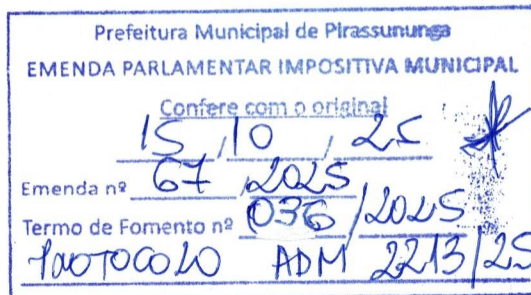 Prefeitura Municipal de Pirassununga
EMENDA PARLAMENTAR IMPOSITIVA MUNICIPAL
Confere com o original
15 / 10 / 25
Emenda nº 67 / 2025
Termo de Fomento nº 036 / 2025
PROTOCOLO ADM 2213/25